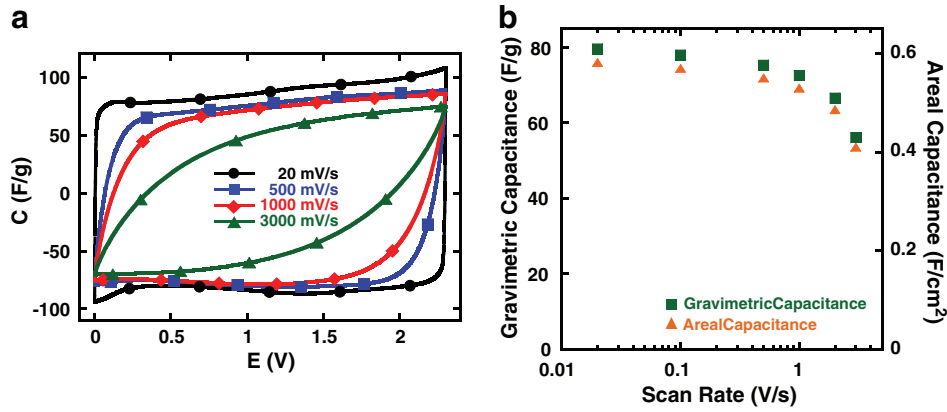 a
C (F/g)
100
50
0
-50
-100
20 mV/s
500 mV/s
1000 mV/s
3000 mV/s
0
0.5
1
1.5
2
E (V)
b
Gravimetric Capacitance (F/g)
80
60
40
20
0
GravimetricCapacitance
ArealCapacitance
0.6
0.4
0.2
0
Areal Capacitance (F/cm²)
0.01
0.1
1
Scan Rate (V/s)